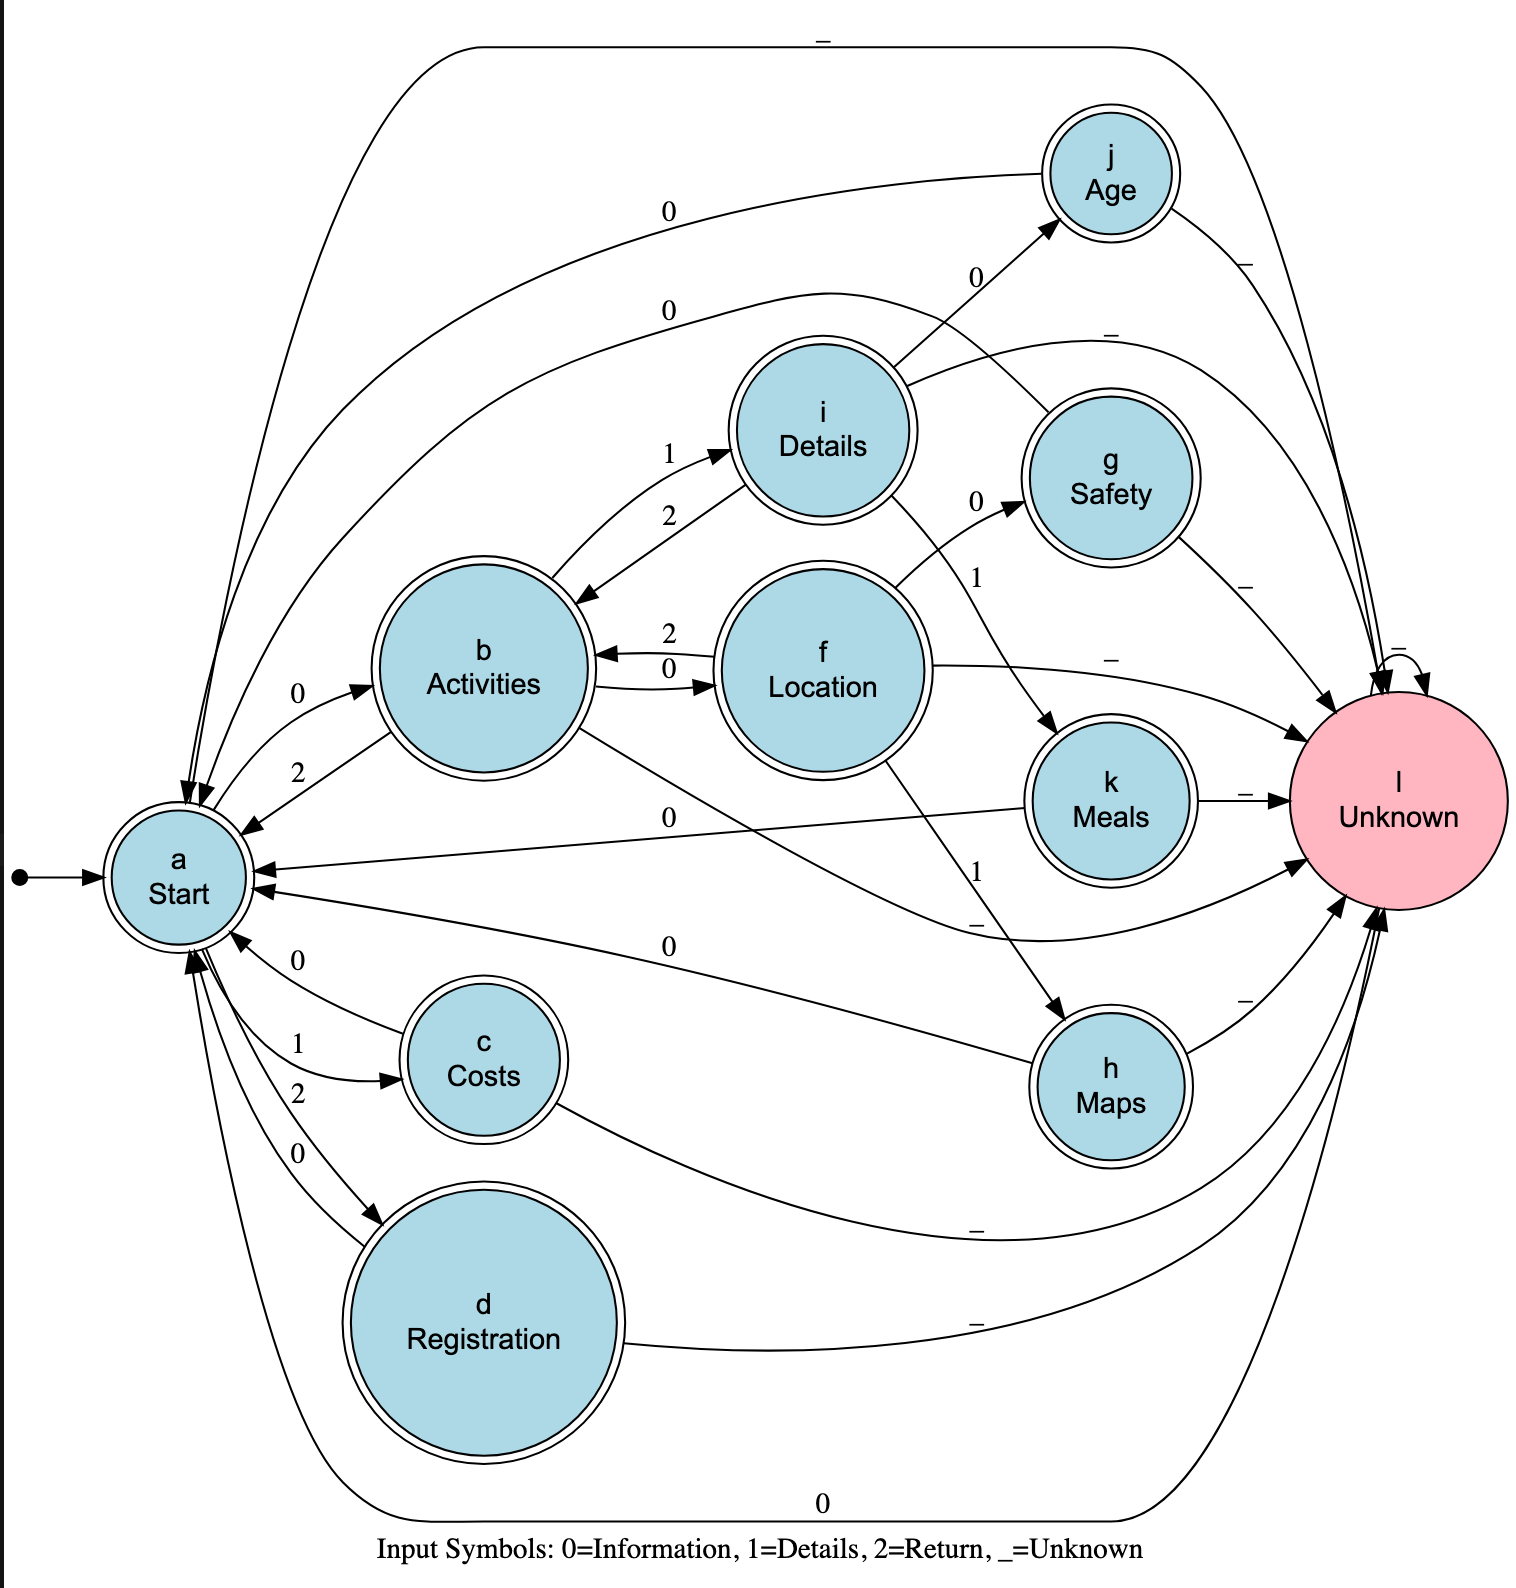 _
j
Age
0
_
0
0
_
i
Details
g
Safety
1
0
2
1
_
b
Activities
2
0
f
Location
_
_
0
2
k
Meals
_
l
Unknown
0
a
Start
1
_
0
0
_
c
Costs
1
h
Maps
2
0
_
d
Registration
_
0
Input Symbols: 0=Information, 1=Details, 2=Return, _=Unknown